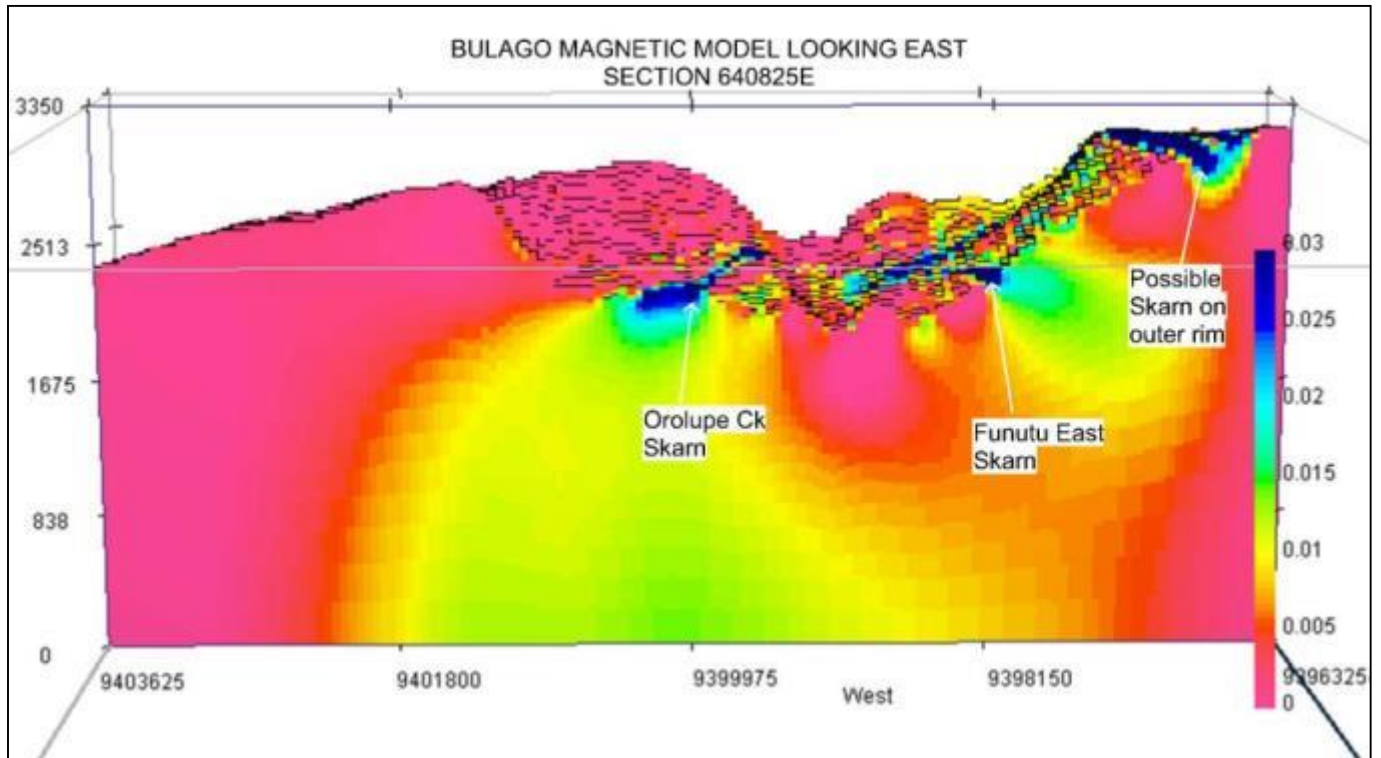 BULAGO MAGNETIC MODEL LOOKING EAST
SECTION 640825E
3350
2513
1675
838
0
0.03
0.025
0.02
0.015
0.01
0.005
0
Possible
Skarn on
outer rim
Orolupe Ck
Skarn
Funutu East
Skarn
9403625
9401800
9399975
9398150
9396325
West